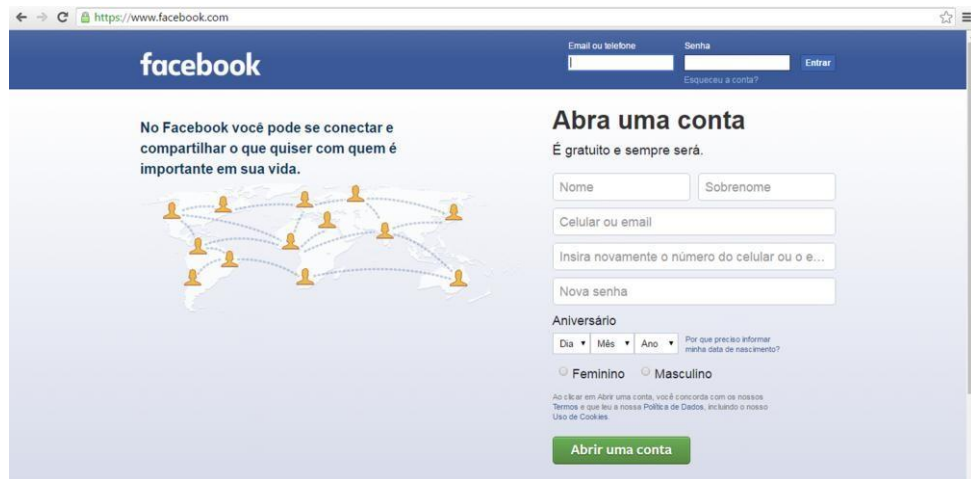 https://www.facebook.com
Email ou telefone
Senha
facebook
Entrar
Esqueceu a conta?
No Facebook você pode se conectar e
compartilhar o que quiser com quem é
importante em sua vida.
Abra uma conta
É gratuito e sempre será.
Nome
Sobrenome
Celular ou email
Insira novamente o número do celular ou o e...
Nova senha
Aniversário
Dia
Mês
Ano
Por que preciso informar
minha data de nascimento?
Feminino
Masculino
Ao clicar em Abrir uma conta, você concorda com os nossos
Termos e que leu a nossa Política de Dados, incluindo o nosso
Uso de Cookies.
Abrir uma conta